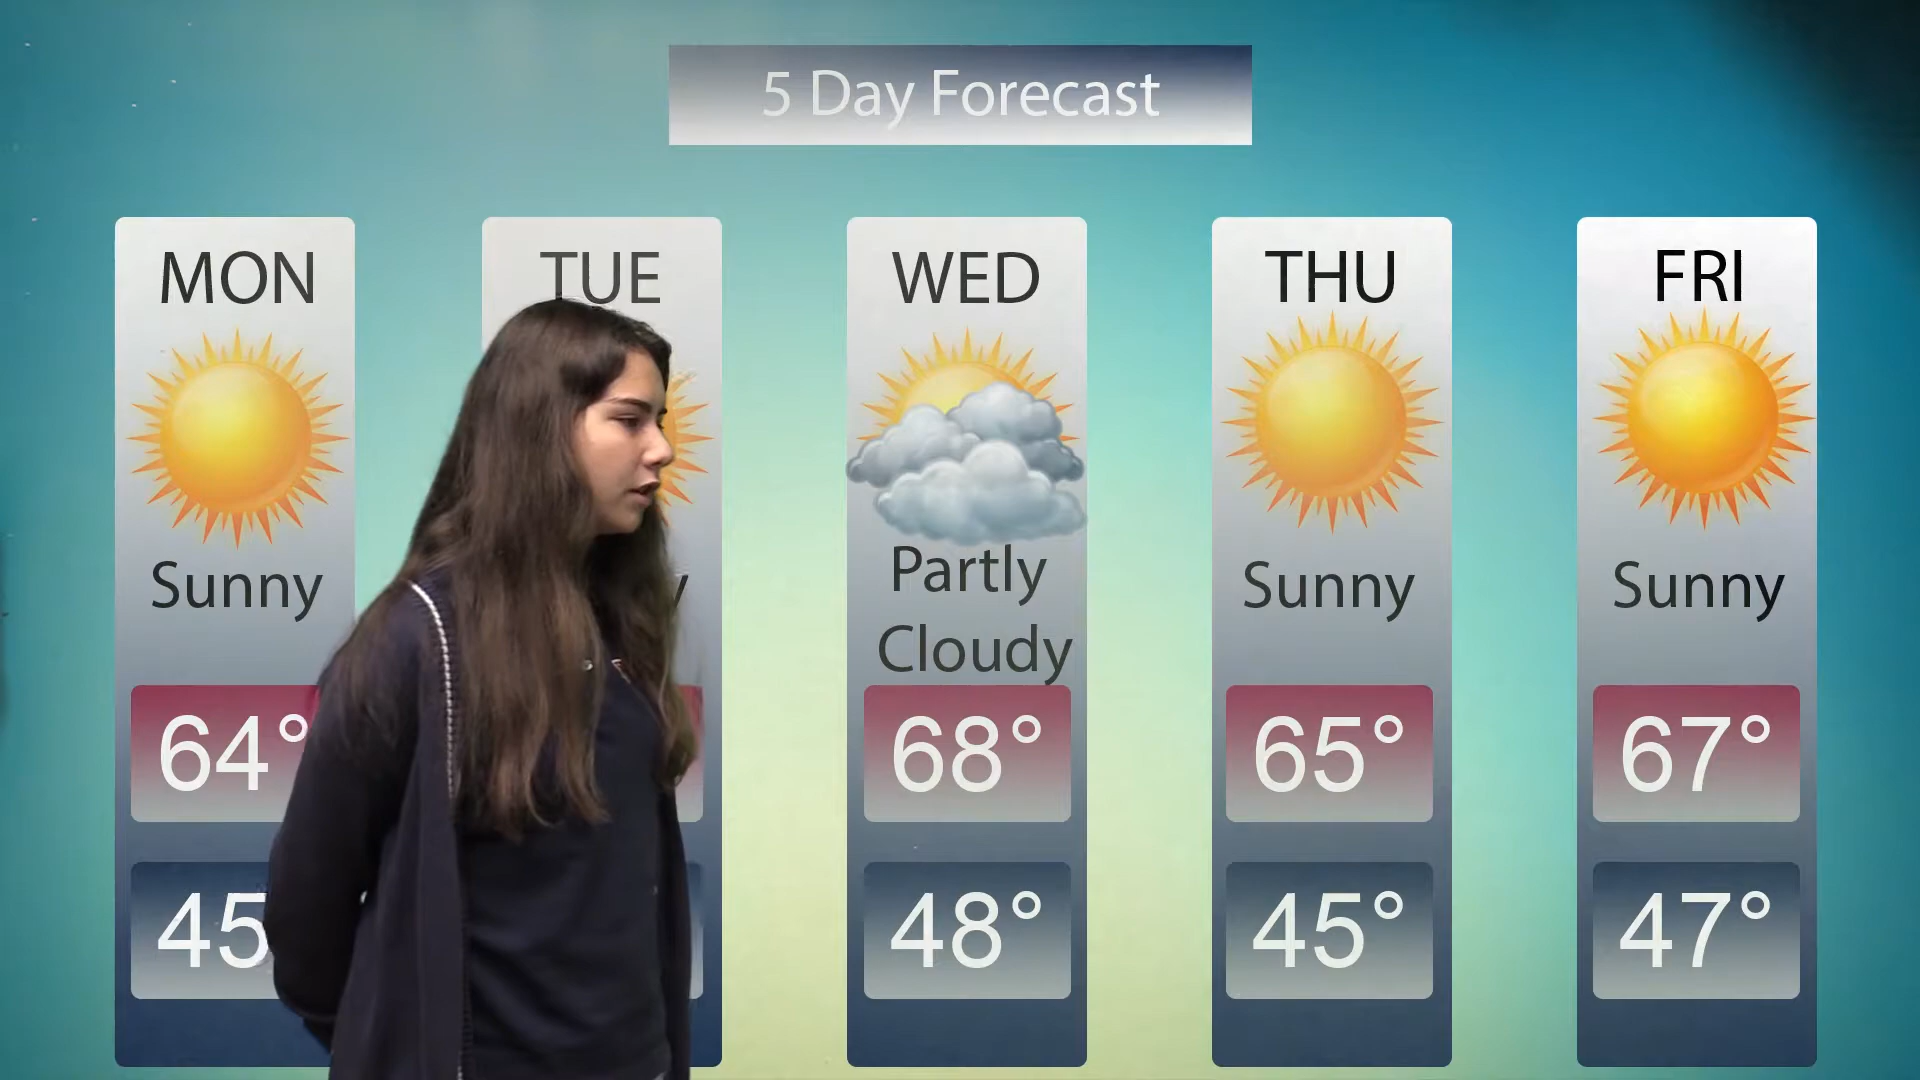 5 Day Forecast
MON
TUE
WED
THU
FRI
Sunny
Partly
Cloudy
Sunny
Sunny
64°
68°
65°
67°
45
48°
45°
47°